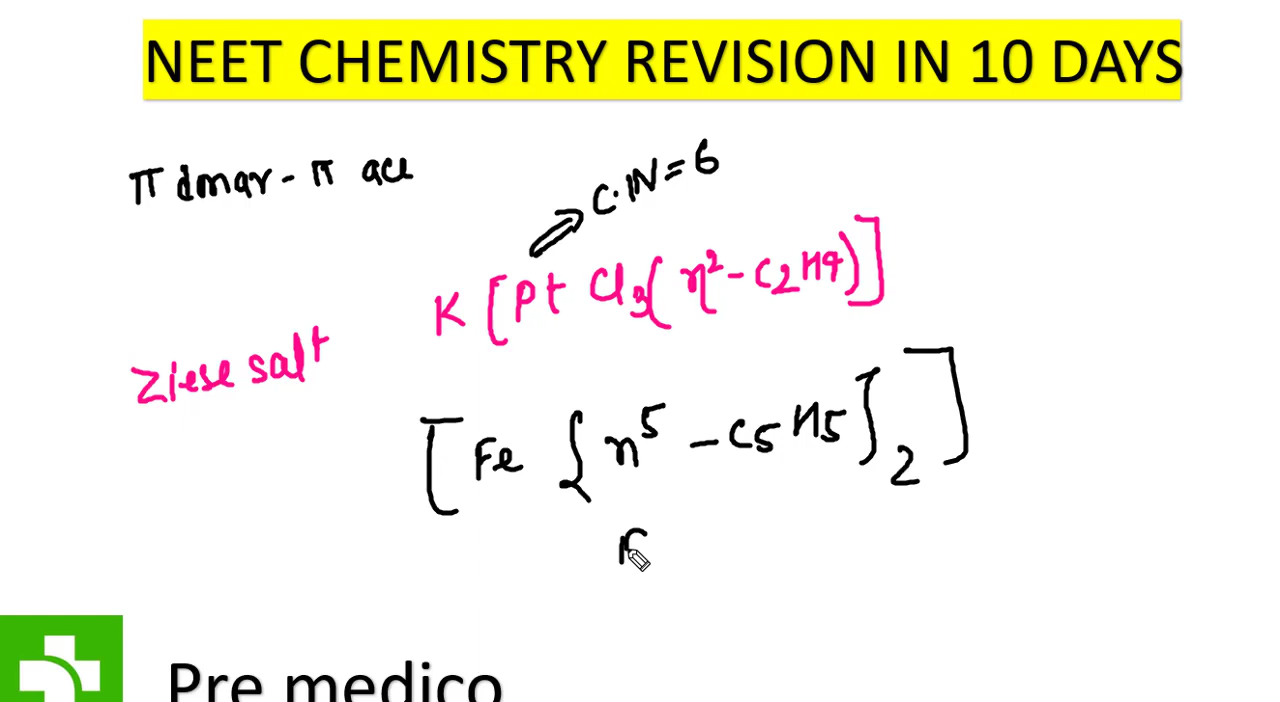 NEET CHEMISTRY REVISION IN 10 DAYS
π dmar - π acc
C.IN = 6
K [Pt Cl3(η² - C2H4)]
Ziese salt
[Fe {η⁵ - C5H5}2]
Pre medico